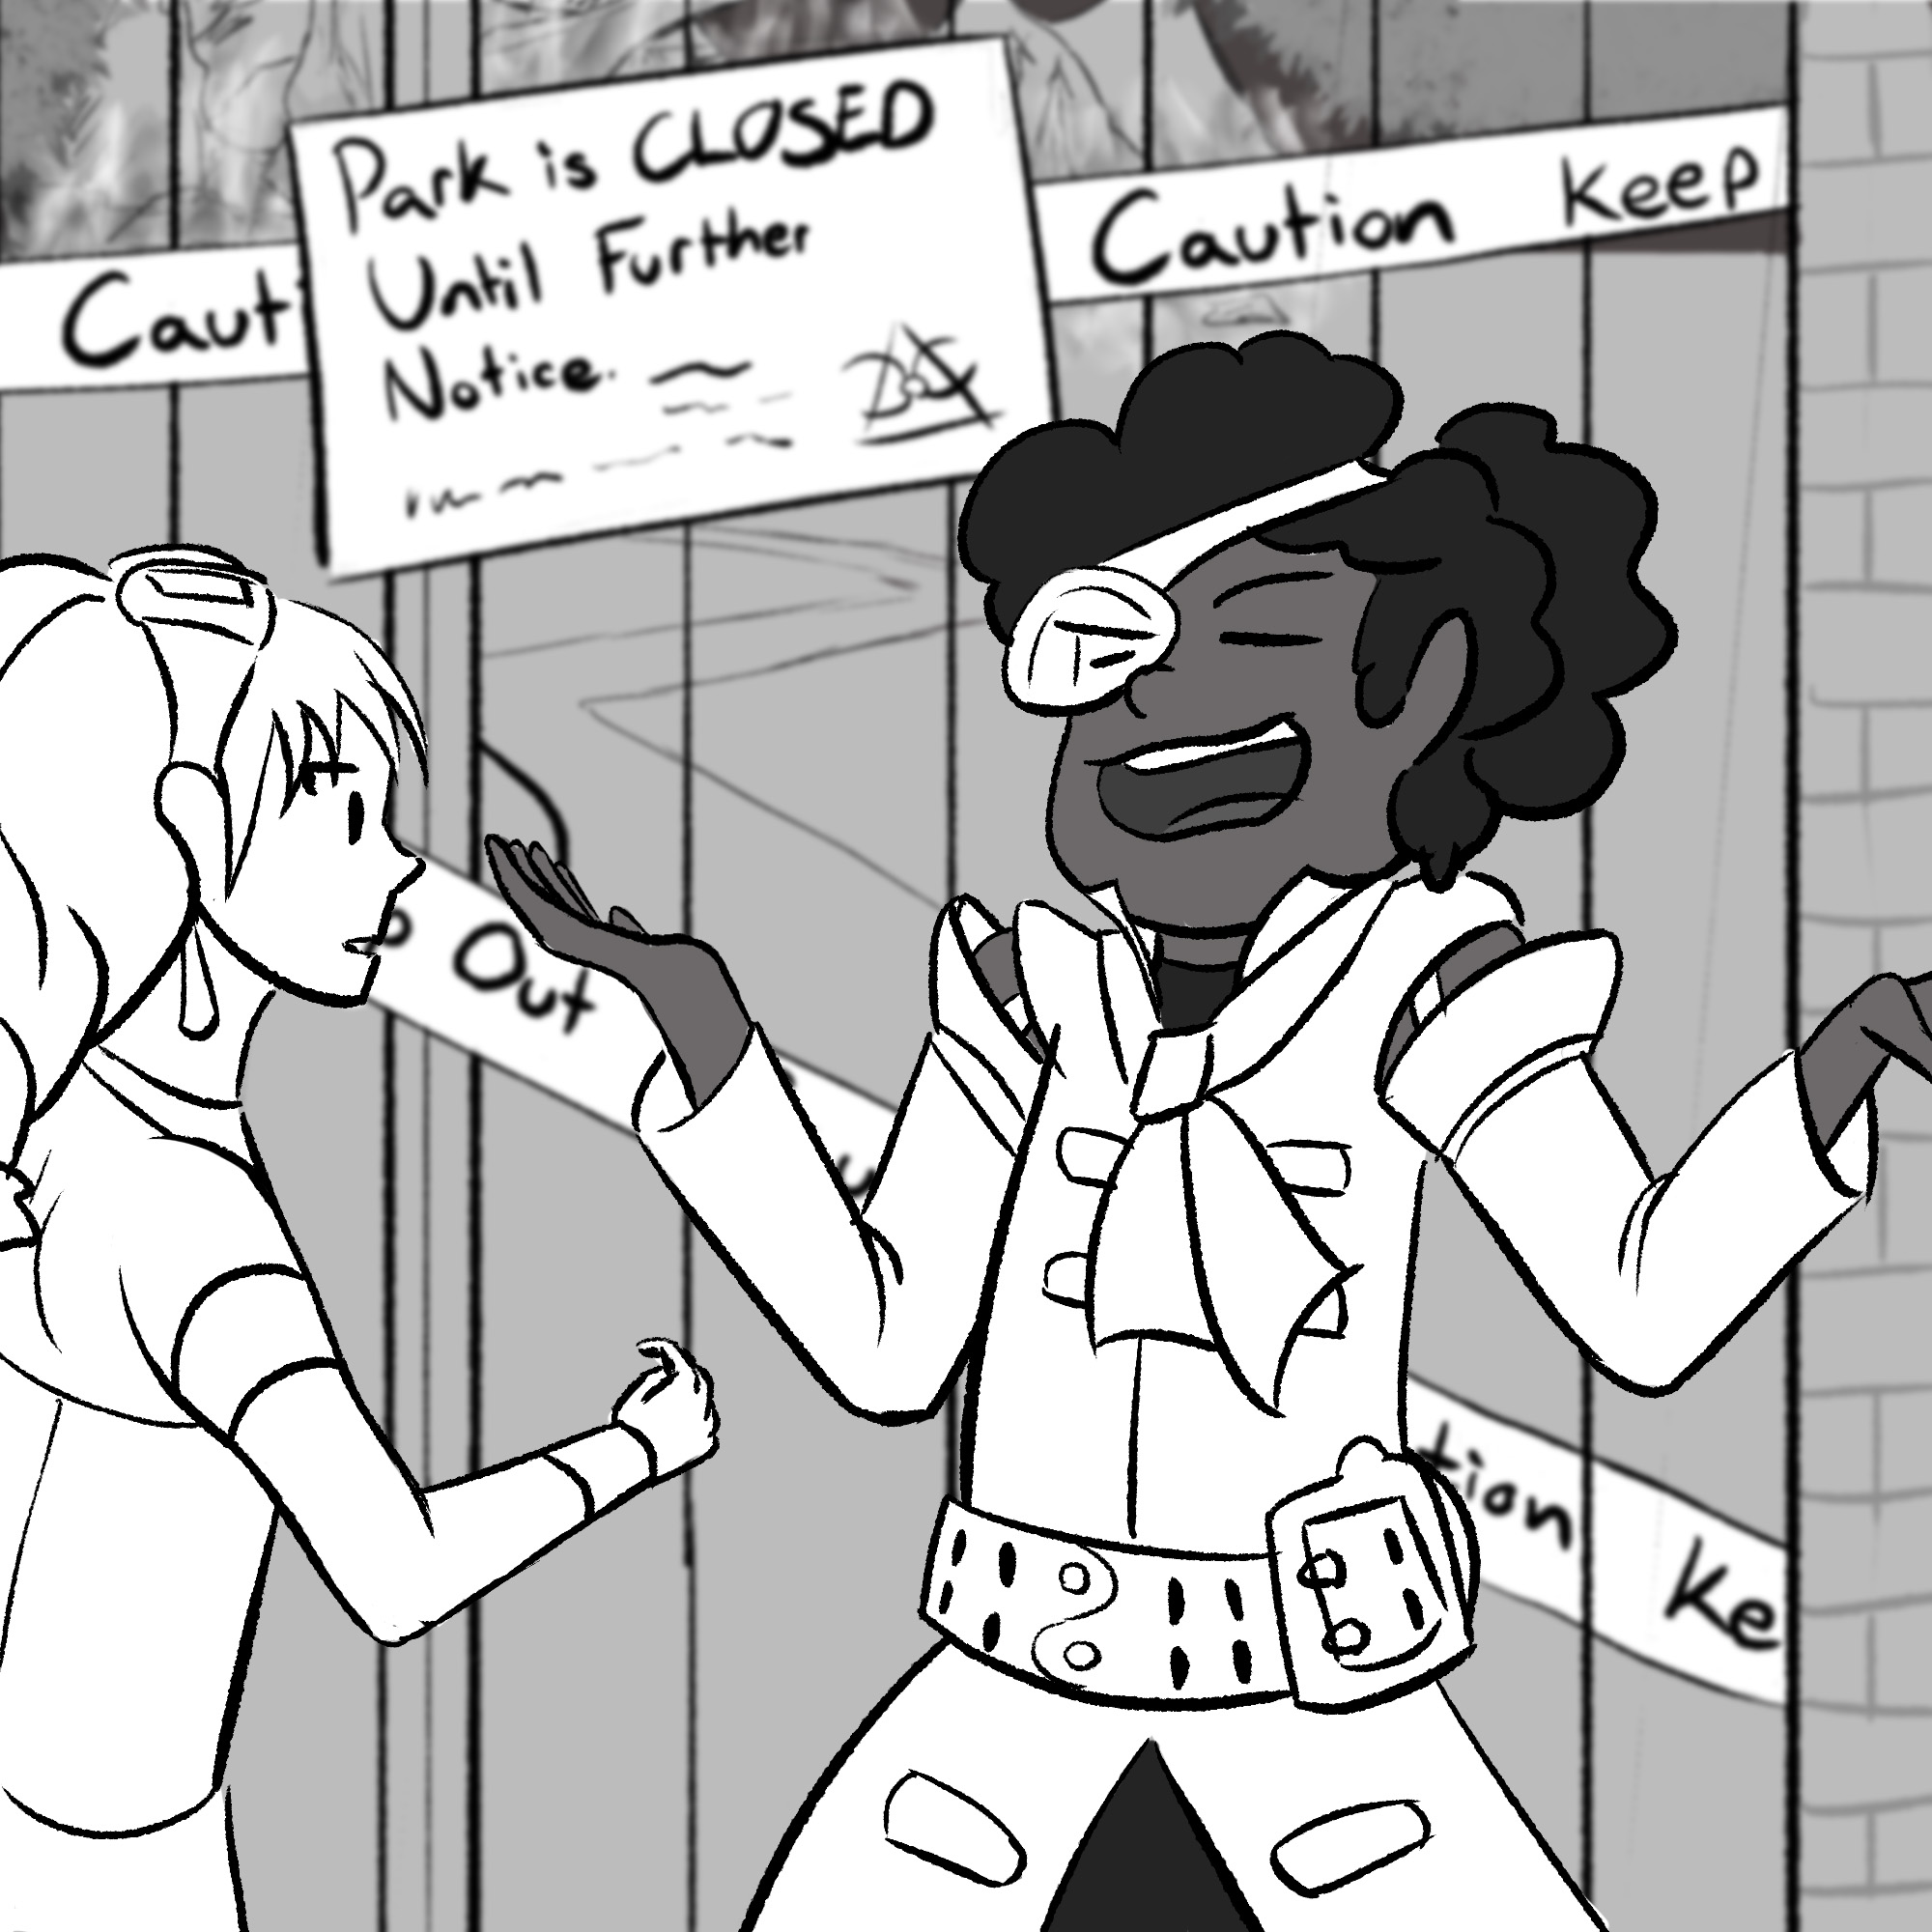 Park is CLOSED
Until Further
Notice.
Caut
Caution Keep
Out
tion Ke